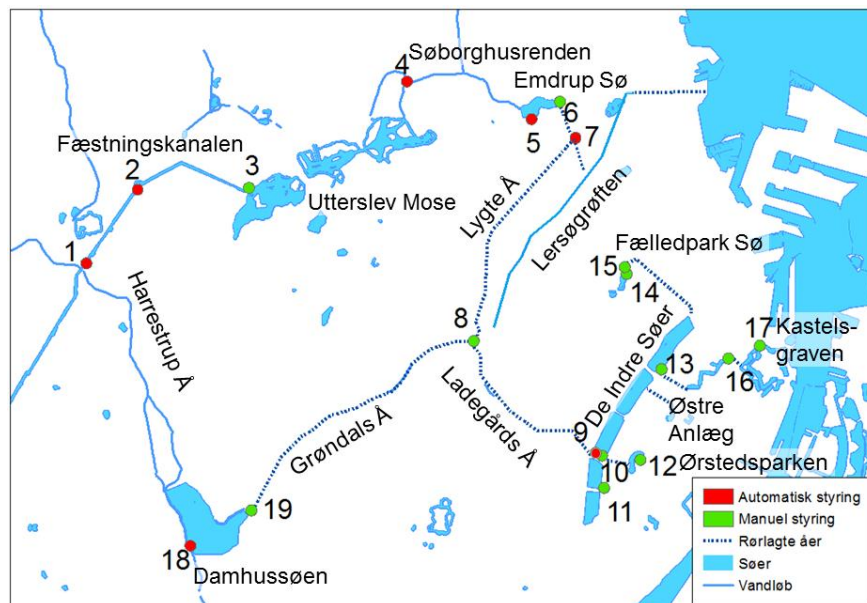 4
Søborghusrenden
Emdrup Sø
6
5
7
Fæstningskanalen
2
3
Utterslev Mose
Lygte Å
Lersøgrøften
1
Harrestrup Å
Fælledpark Sø
15
14
8
17
Kastels-
graven
13
16
De Indre Søer
Østre
Anlæg
Ladegårds Å
Grøndals Å
9
10
12
Ørstedsparken
11
19
18
Damhussøen
Automatisk styring
Manuel styring
Rørlagte åer
Søer
Vandløb